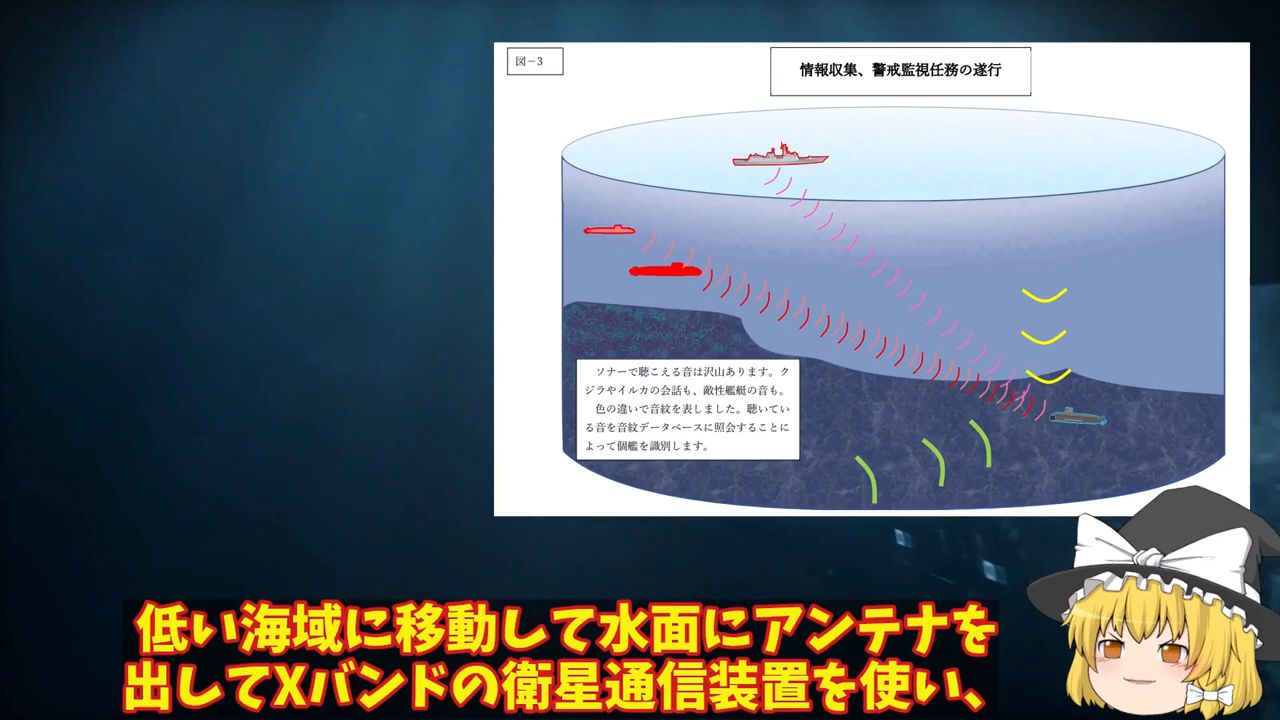 図－3
情報収集、警戒監視任務の遂行
ソナーで聴こえる音は沢山あります。ク
ジラやイルカの会話も、敵性艦艇の音も。
色の違いで音紋を表しました。聴いてい
る音を音紋データベースに照会することに
よって個艦を識別します。
低い海域に移動して水面にアンテナを
出してXバンドの衛星通信装置を使い、